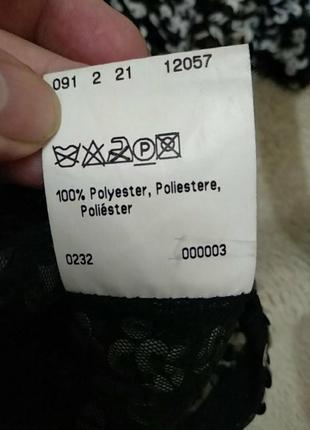 091 2 21 12057
P
100% Polyester, Poliestere,
Poliéster
0232 000003